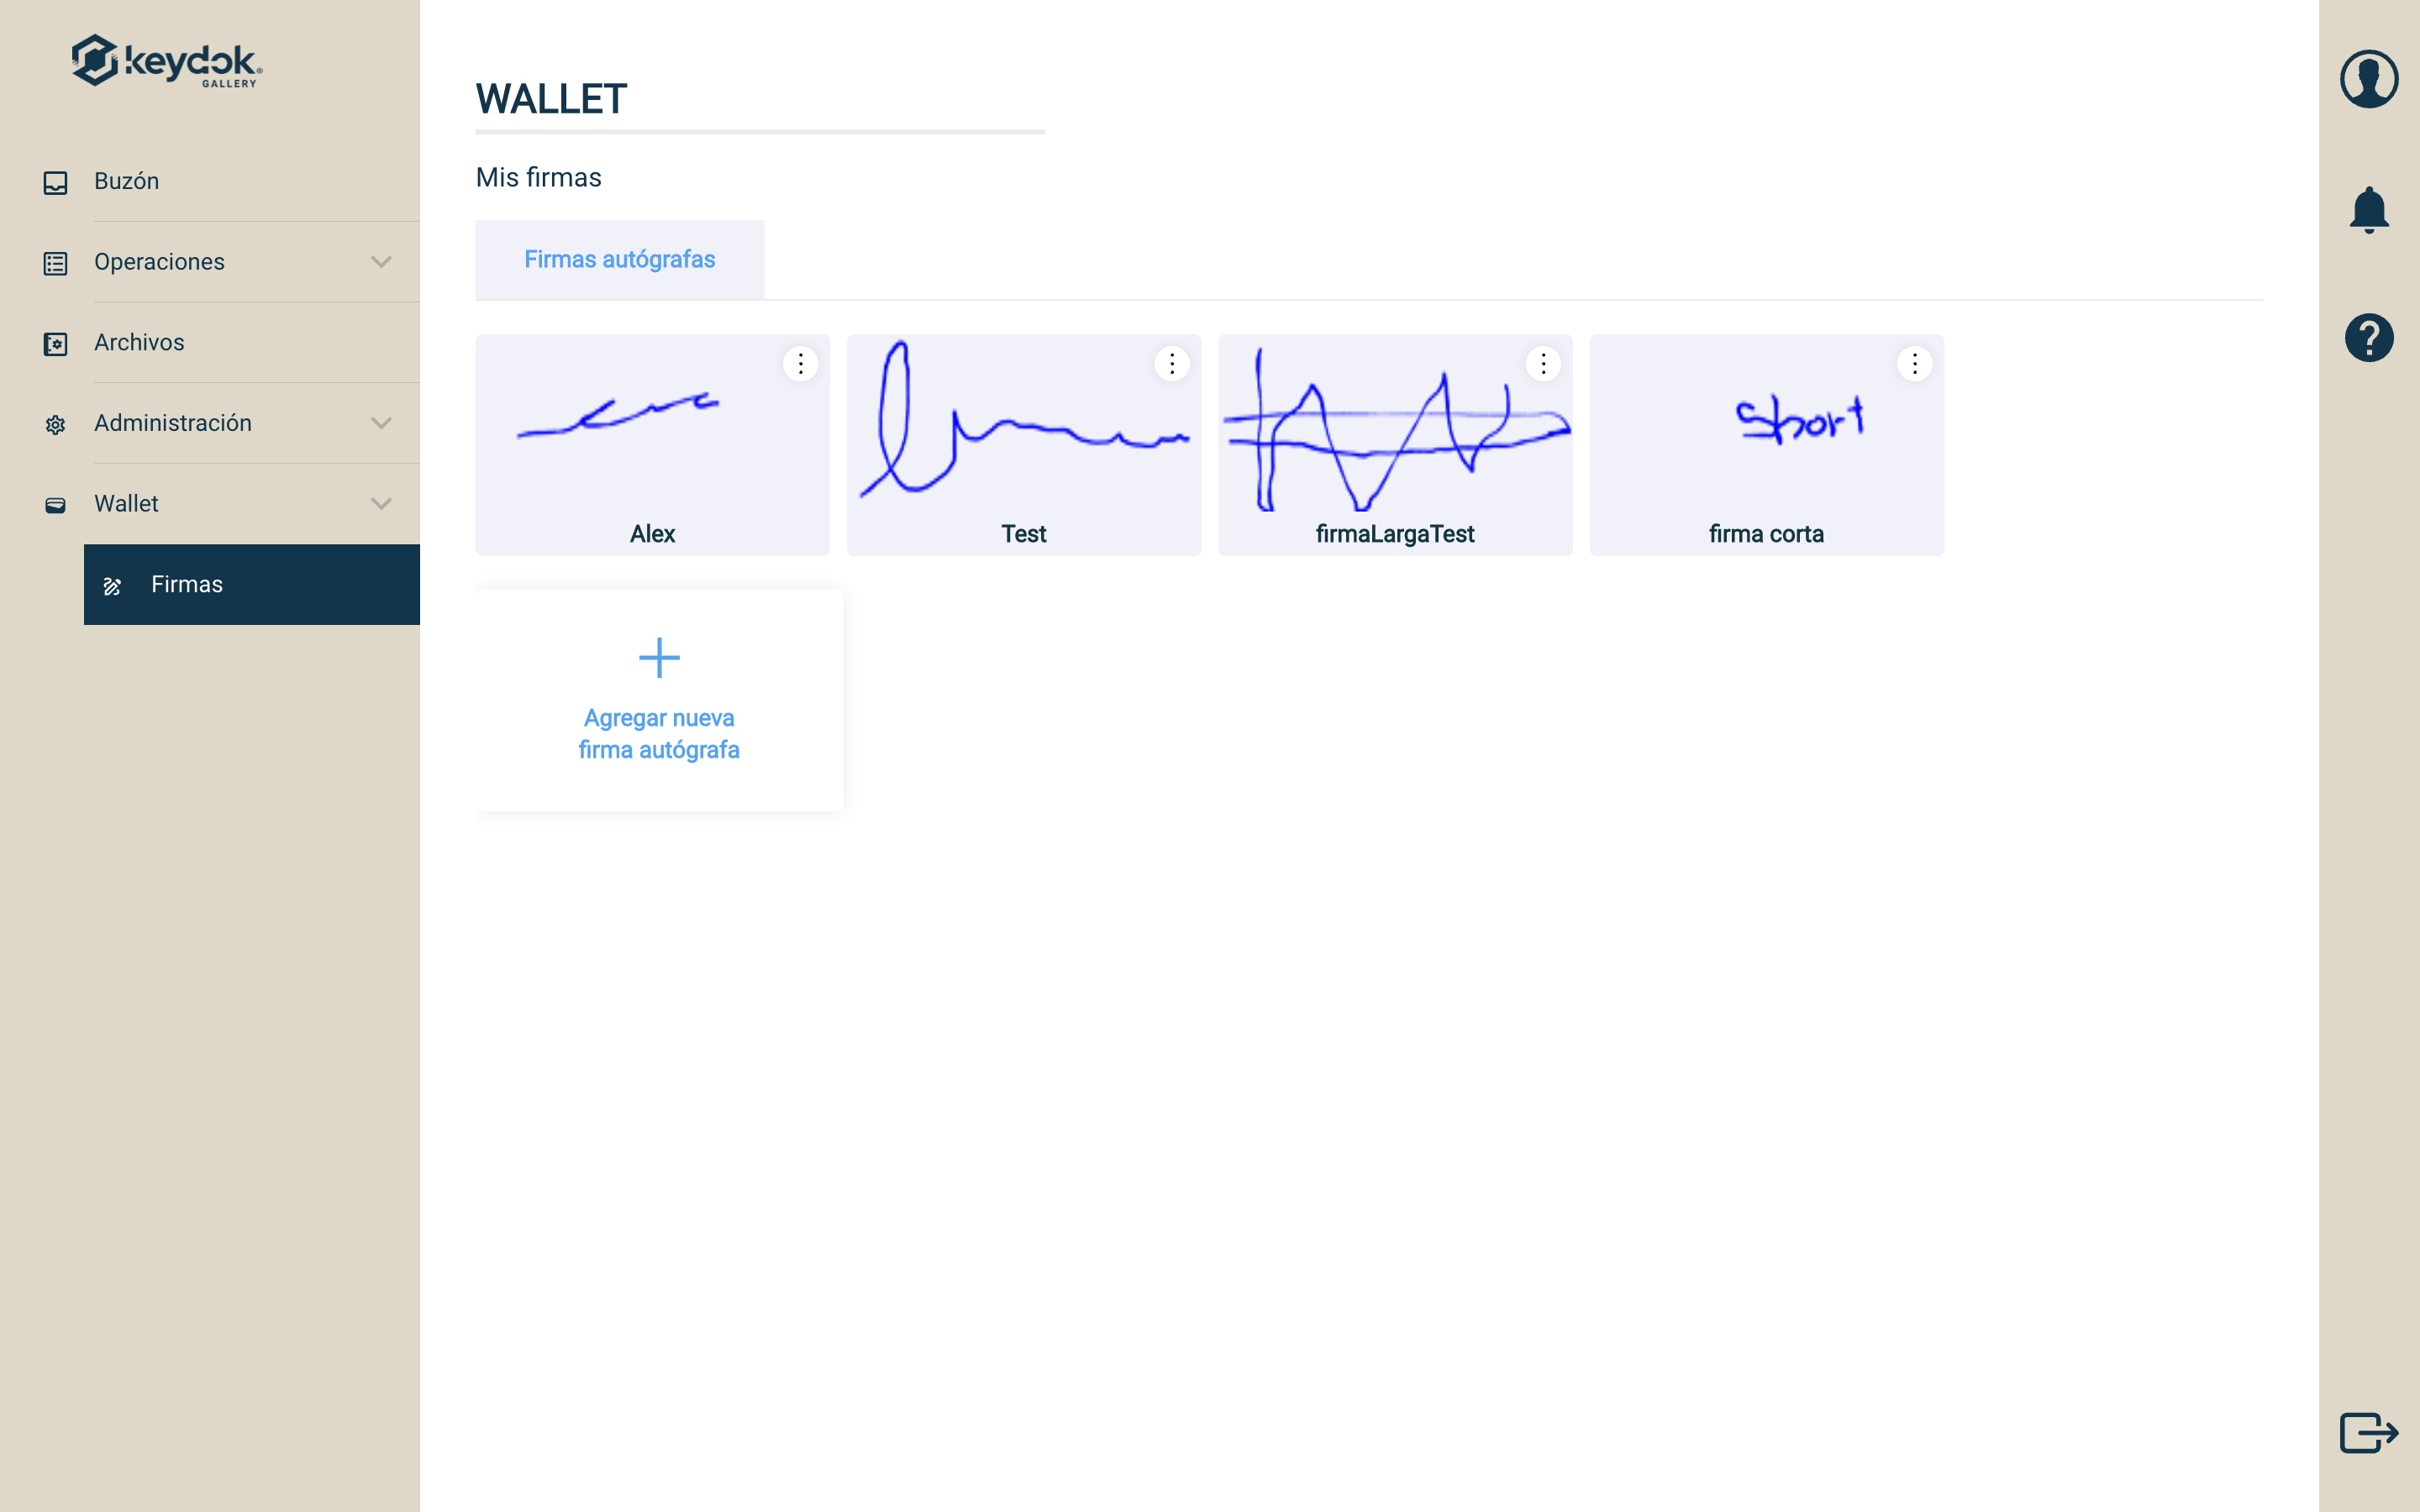 keydok®
GALLERY
Buzón
Operaciones
Archivos
Administración
Wallet
Firmas
WALLET
Mis firmas
Firmas autógrafas
Alex
Test
firmaLargaTest
short
firma corta
Agregar nueva
firma autógrafa